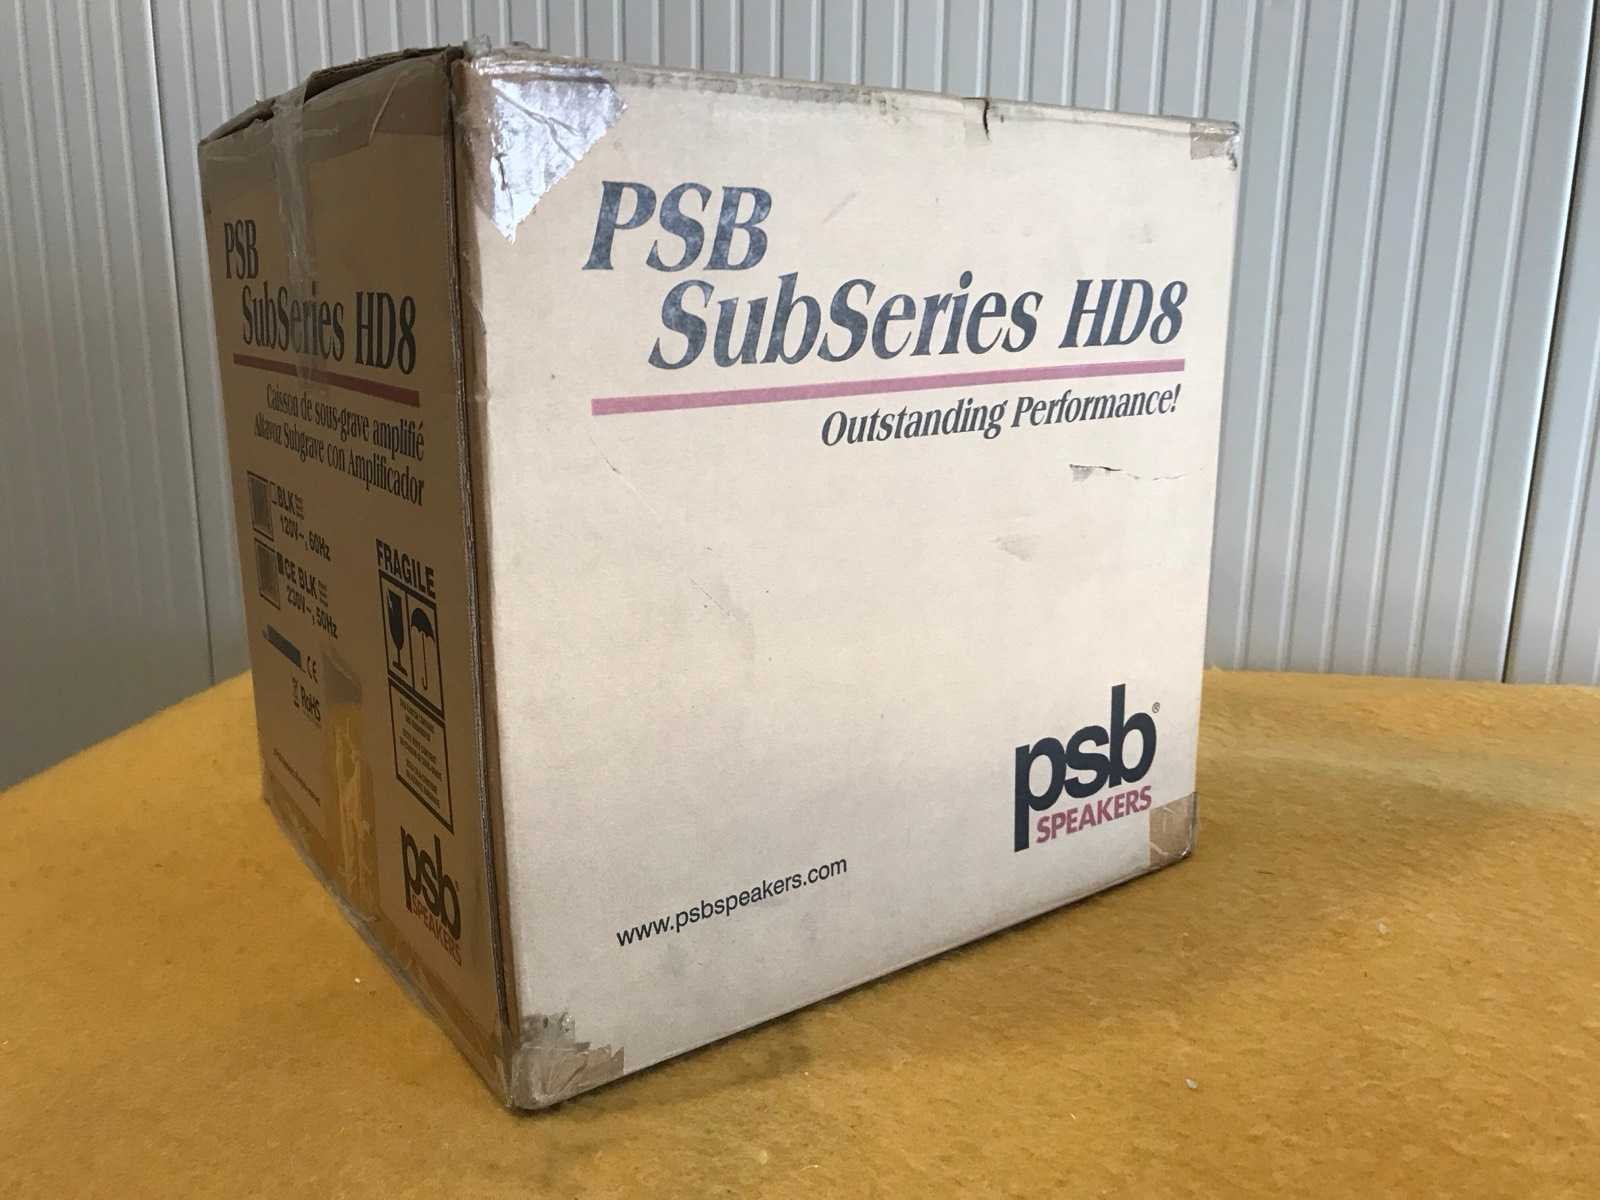 PSB
SubSeries HD8
Caisson de sous-grave amplifié
Altavoz Subgrave con Amplificador
BLK
120V~, 60Hz
CE BLK
230V~, 50Hz
CE
RoHS
FRAGILE
psb
SPEAKERS
PSB
SubSeries HD8
Outstanding Performance!
psb®
SPEAKERS
www.psbspeakers.com